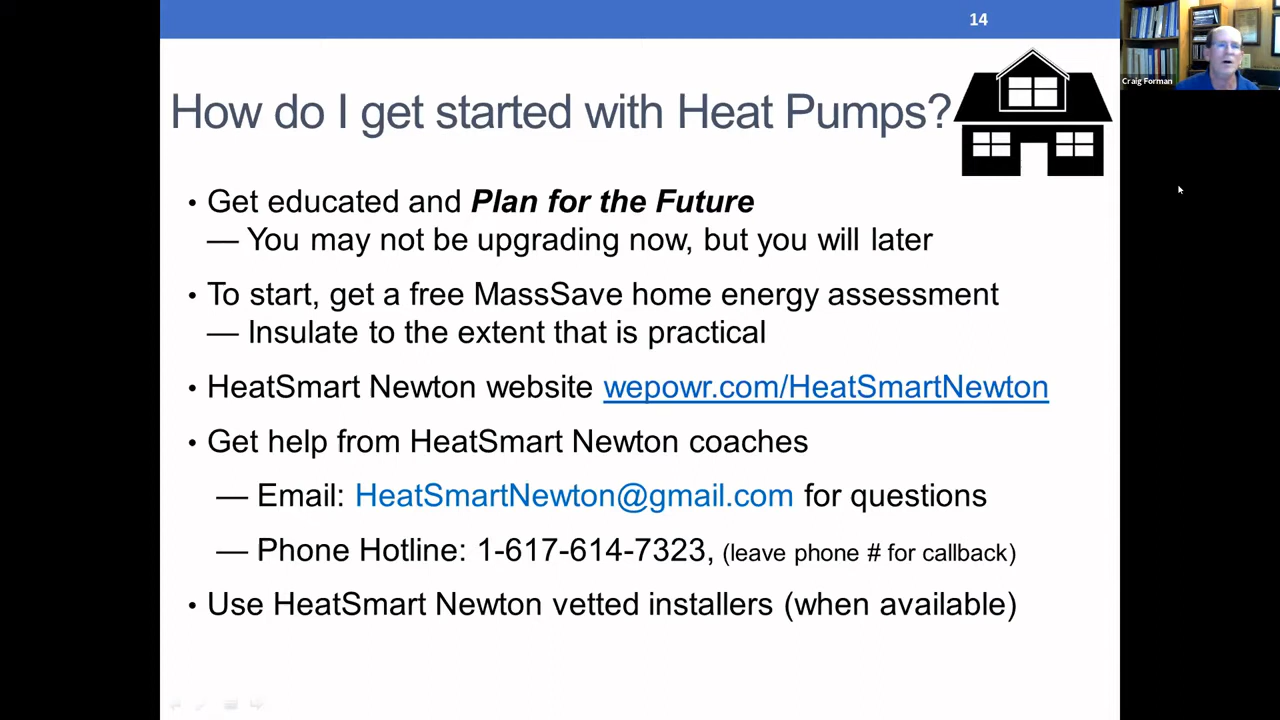 14
Craig Forman
How do I get started with Heat Pumps?
• Get educated and Plan for the Future
— You may not be upgrading now, but you will later
• To start, get a free MassSave home energy assessment
— Insulate to the extent that is practical
• HeatSmart Newton website wepowr.com/HeatSmartNewton
• Get help from HeatSmart Newton coaches
— Email: HeatSmartNewton@gmail.com for questions
— Phone Hotline: 1-617-614-7323, (leave phone # for callback)
• Use HeatSmart Newton vetted installers (when available)